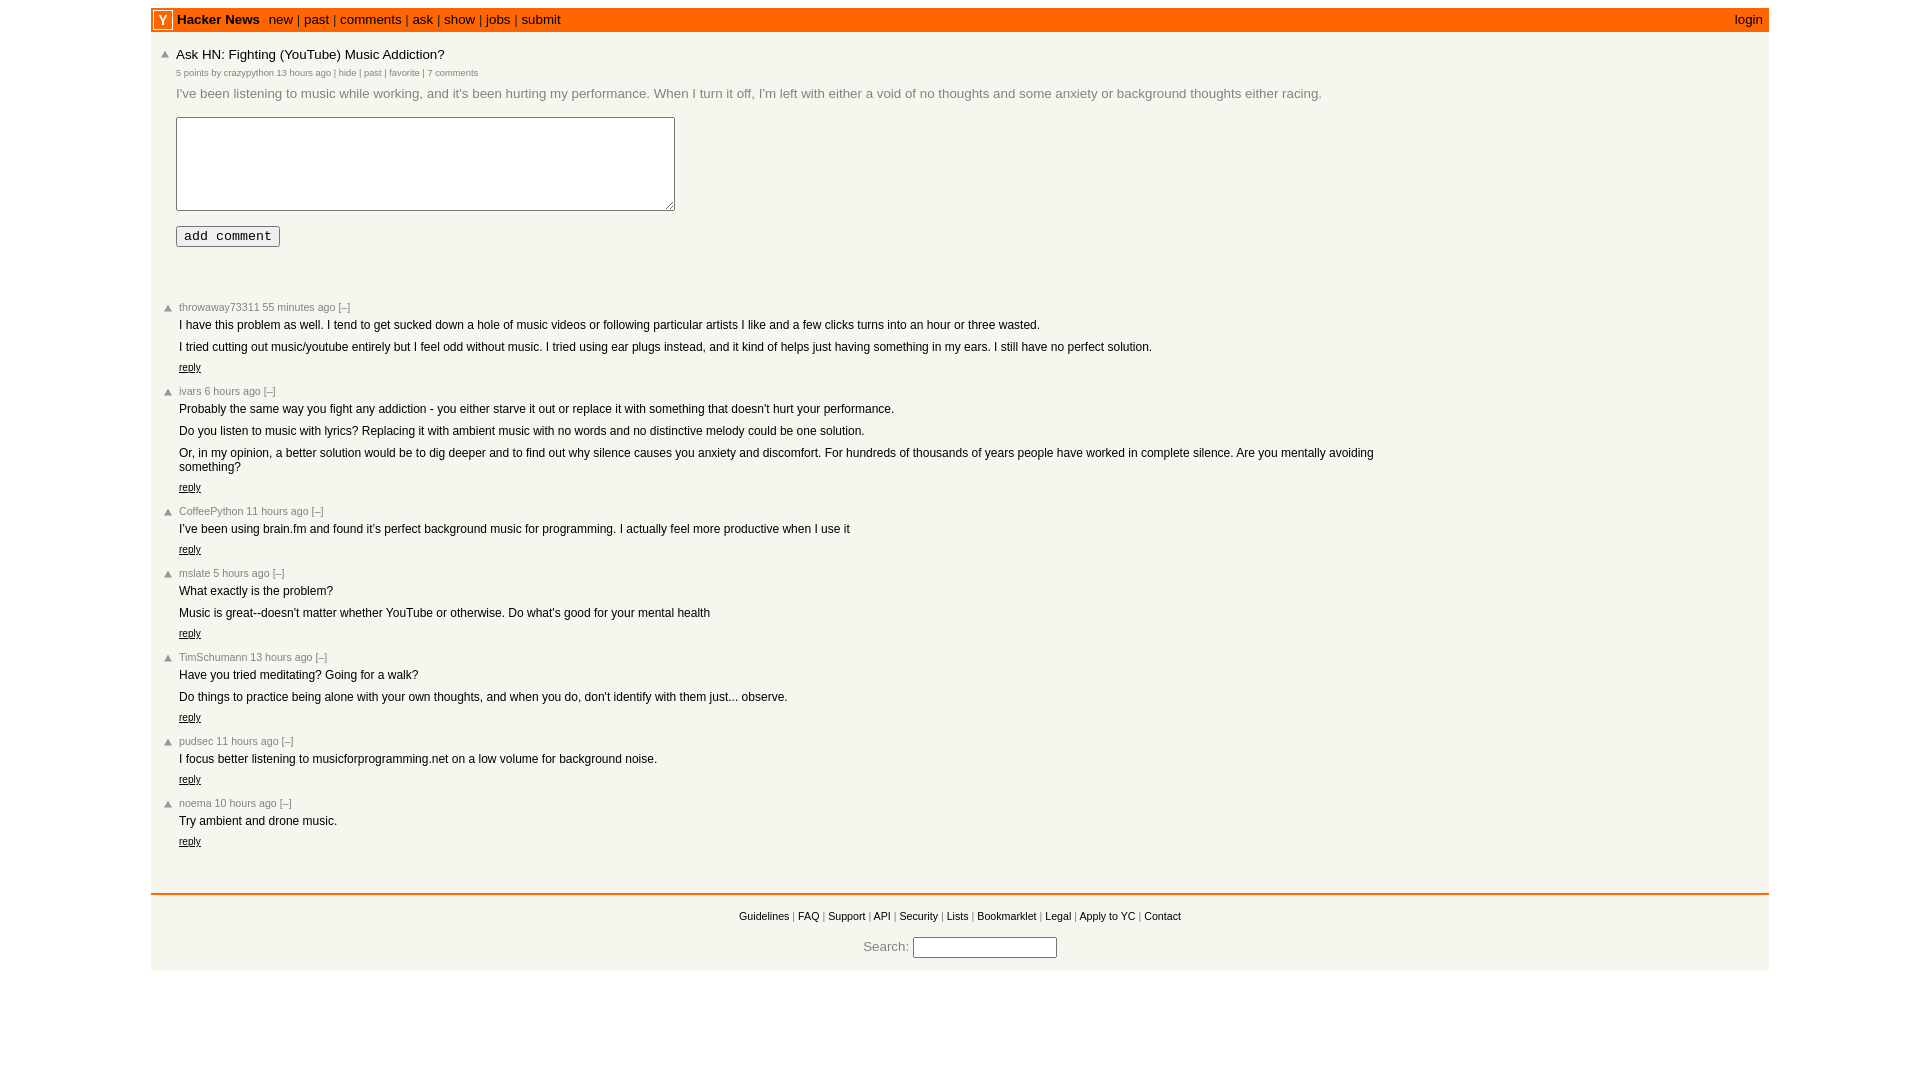 Y Hacker News new | past | comments | ask | show | jobs | submit login
Ask HN: Fighting (YouTube) Music Addiction?
5 points by crazypython 13 hours ago | hide | past | favorite | 7 comments
I've been listening to music while working, and it's been hurting my performance. When I turn it off, I'm left with either a void of no thoughts and some anxiety or background thoughts either racing.
add comment
throwaway73311 55 minutes ago [–]
I have this problem as well. I tend to get sucked down a hole of music videos or following particular artists I like and a few clicks turns into an hour or three wasted.
I tried cutting out music/youtube entirely but I feel odd without music. I tried using ear plugs instead, and it kind of helps just having something in my ears. I still have no perfect solution.
reply
ivars 6 hours ago [–]
Probably the same way you fight any addiction - you either starve it out or replace it with something that doesn't hurt your performance.
Do you listen to music with lyrics? Replacing it with ambient music with no words and no distinctive melody could be one solution.
Or, in my opinion, a better solution would be to dig deeper and to find out why silence causes you anxiety and discomfort. For hundreds of thousands of years people have worked in complete silence. Are you mentally avoiding
something?
reply
CoffeePython 11 hours ago [–]
I've been using brain.fm and found it's perfect background music for programming. I actually feel more productive when I use it
reply
mslate 5 hours ago [–]
What exactly is the problem?
Music is great--doesn't matter whether YouTube or otherwise. Do what's good for your mental health
reply
TimSchumann 13 hours ago [–]
Have you tried meditating? Going for a walk?
Do things to practice being alone with your own thoughts, and when you do, don't identify with them just... observe.
reply
pudsec 11 hours ago [–]
I focus better listening to musicforprogramming.net on a low volume for background noise.
reply
noema 10 hours ago [–]
Try ambient and drone music.
reply
Guidelines | FAQ | Support | API | Security | Lists | Bookmarklet | Legal | Apply to YC | Contact
Search: